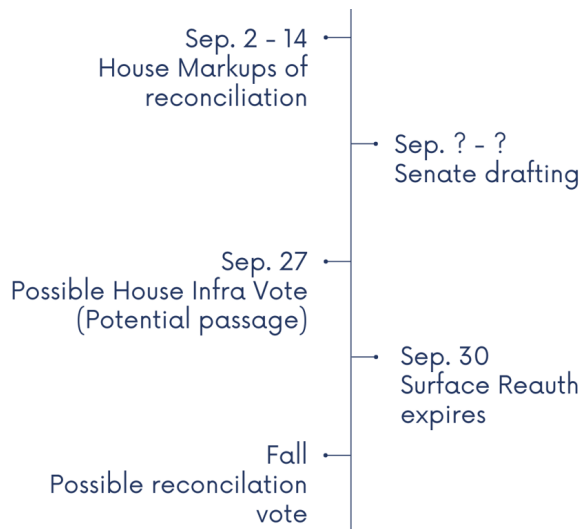 Sep. 2 - 14
House Markups of
reconciliation
Sep. ? - ?
Senate drafting
Sep. 27
Possible House Infra Vote
(Potential passage)
Sep. 30
Surface Reauth
expires
Fall
Possible reconcilation
vote